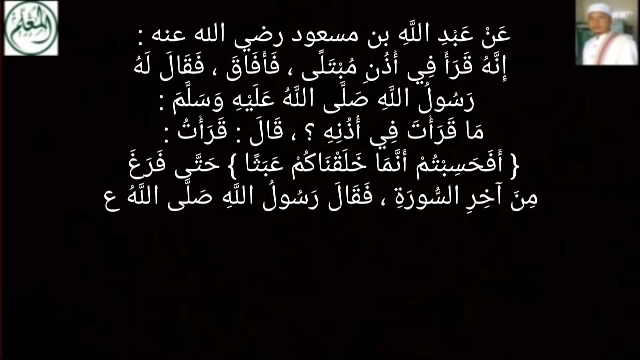 المعلم
عَنْ عَبْدِ اللَّهِ بن مسعود رضي الله عنه :
إِنَّهُ قَرَأَ فِي أُذُنِ مُبْتَلًى ، فَأَفَاقَ ، فَقَالَ لَهُ
رَسُولُ اللَّهِ صَلَّى اللَّهُ عَلَيْهِ وَسَلَّمَ :
مَا قَرَأْتَ فِي أُذُنِهِ ؟ ، قَالَ : قَرَأْتُ :
{ أَفَحَسِبْتُمْ أَنَّمَا خَلَقْنَاكُمْ عَبَثًا } حَتَّى فَرَغَ
مِنَ آخِرِ السُّورَةِ ، فَقَالَ رَسُولُ اللَّهِ صَلَّى اللَّهُ ع